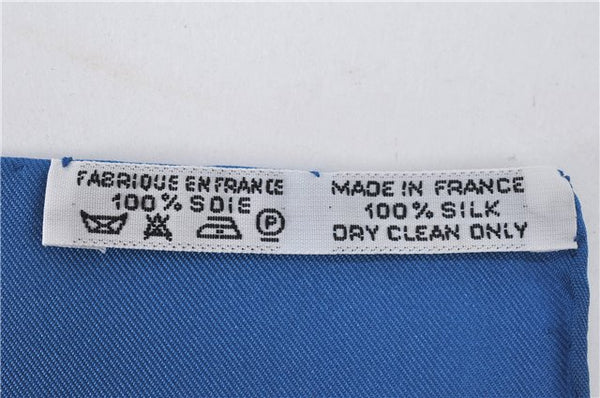 FABRIQUE EN FRANCE
100% SOIE
P
MADE IN FRANCE
100% SILK
DRY CLEAN ONLY